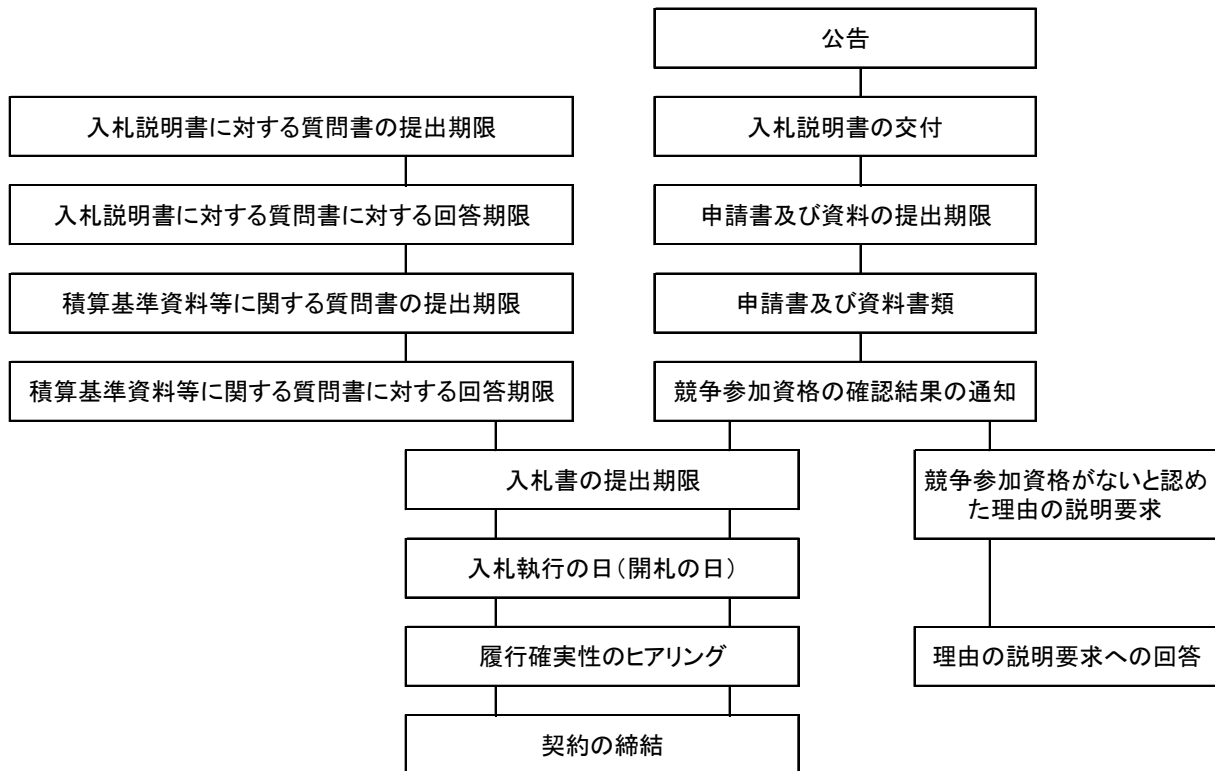 公告
入札説明書に対する質問書の提出期限
入札説明書の交付
入札説明書に対する質問書に対する回答期限
申請書及び資料の提出期限
積算基準資料等に関する質問書の提出期限
申請書及び資料書類
積算基準資料等に関する質問書に対する回答期限
競争参加資格の確認結果の通知
入札書の提出期限
競争参加資格がないと認め
た理由の説明要求
入札執行の日(開札の日)
履行確実性のヒアリング
理由の説明要求への回答
契約の締結